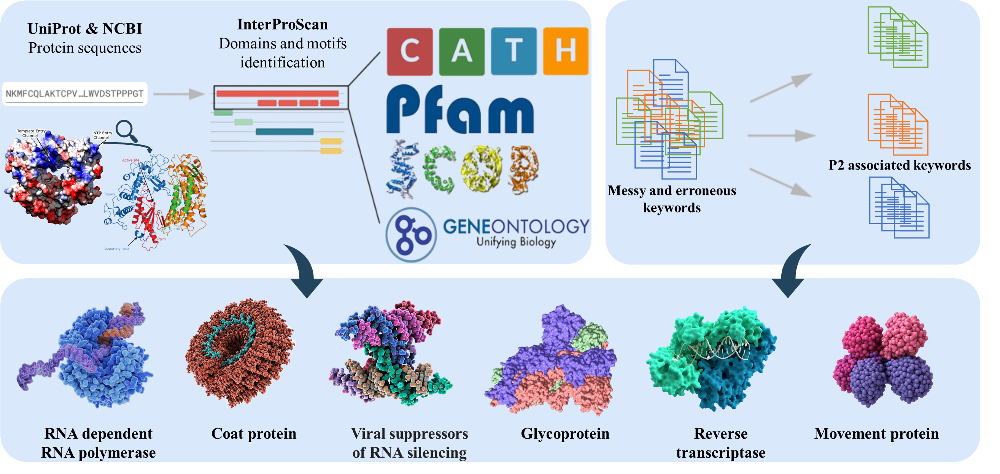 UniProt & NCBI
Protein sequences
NKMFCQLAKTCPV…LWVDSTPPPGT
Template Entry
Channel
NTP Entry
Channel
Active site
Fingers
NTD
Thumb
Palm
Supporting helix
InterProScan
Domains and motifs
identification
C A T H
Pfam
SCOP
GENEONTOLOGY
Unifying Biology
Messy and erroneous
keywords
P2 associated keywords
RNA dependent
RNA polymerase
Coat protein
Viral suppressors
of RNA silencing
Glycoprotein
Reverse
transcriptase
Movement protein